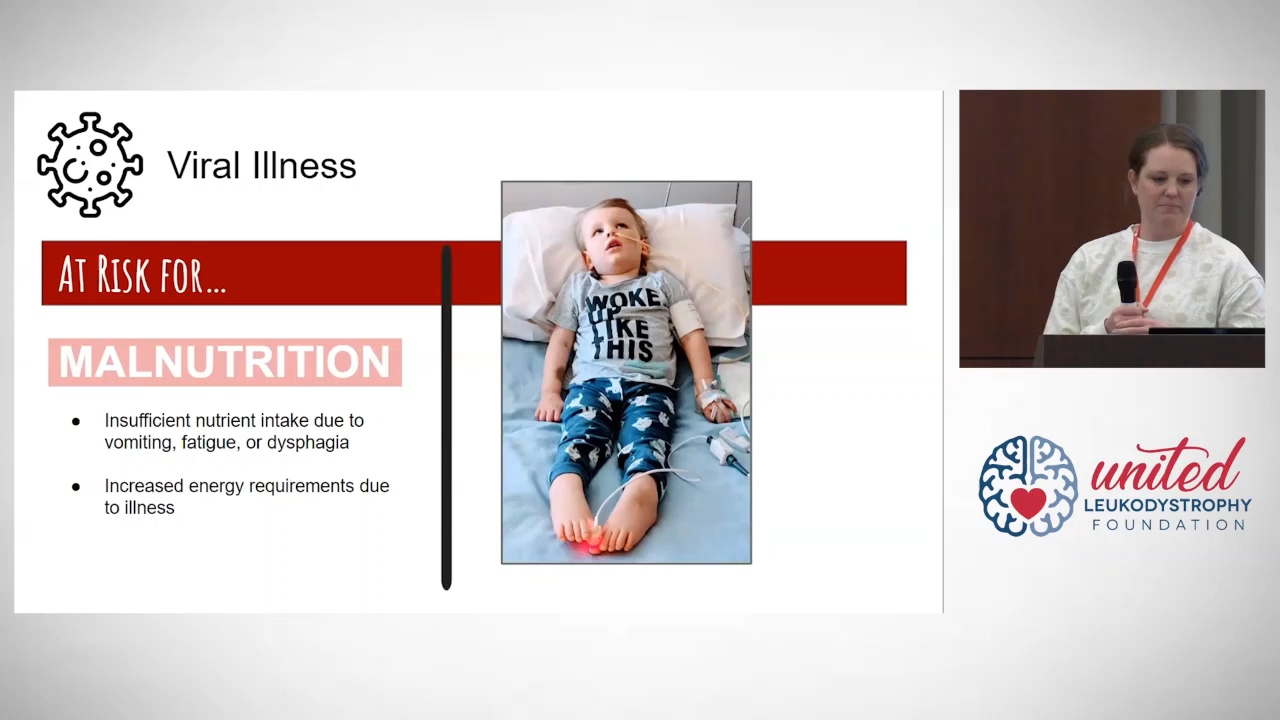 Viral Illness
AT RISK FOR...
MALNUTRITION
● Insufficient nutrient intake due to
vomiting, fatigue, or dysphagia
● Increased energy requirements due
to illness
WOKE
UP
LIKE
THIS
united
LEUKODYSTROPHY
FOUNDATION